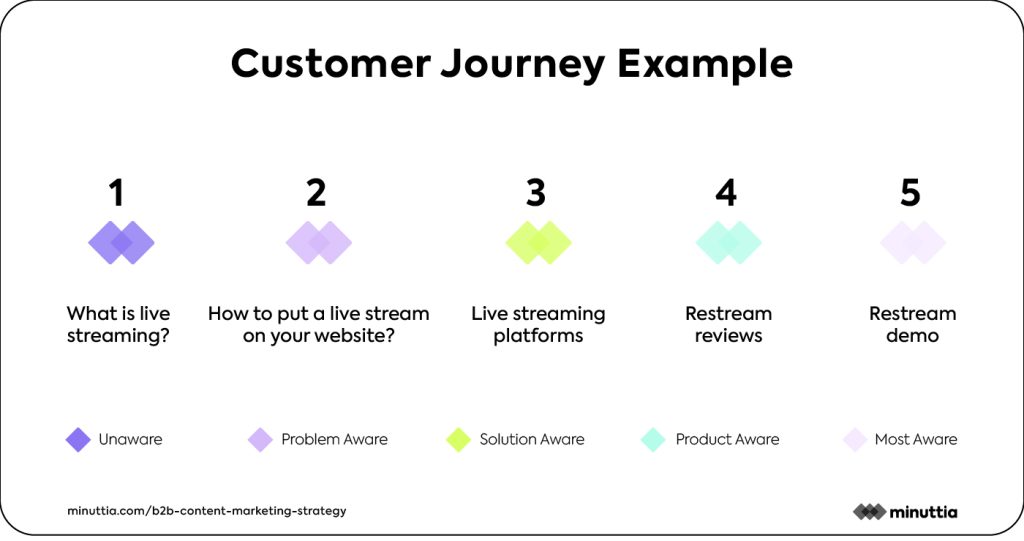 Customer Journey Example
1
2
3
4
5
What is live
streaming?
How to put a live stream
on your website?
Live streaming
platforms
Restream
reviews
Restream
demo
Unaware
Problem Aware
Solution Aware
Product Aware
Most Aware
minuttia.com/b2b-content-marketing-strategy
minuttia